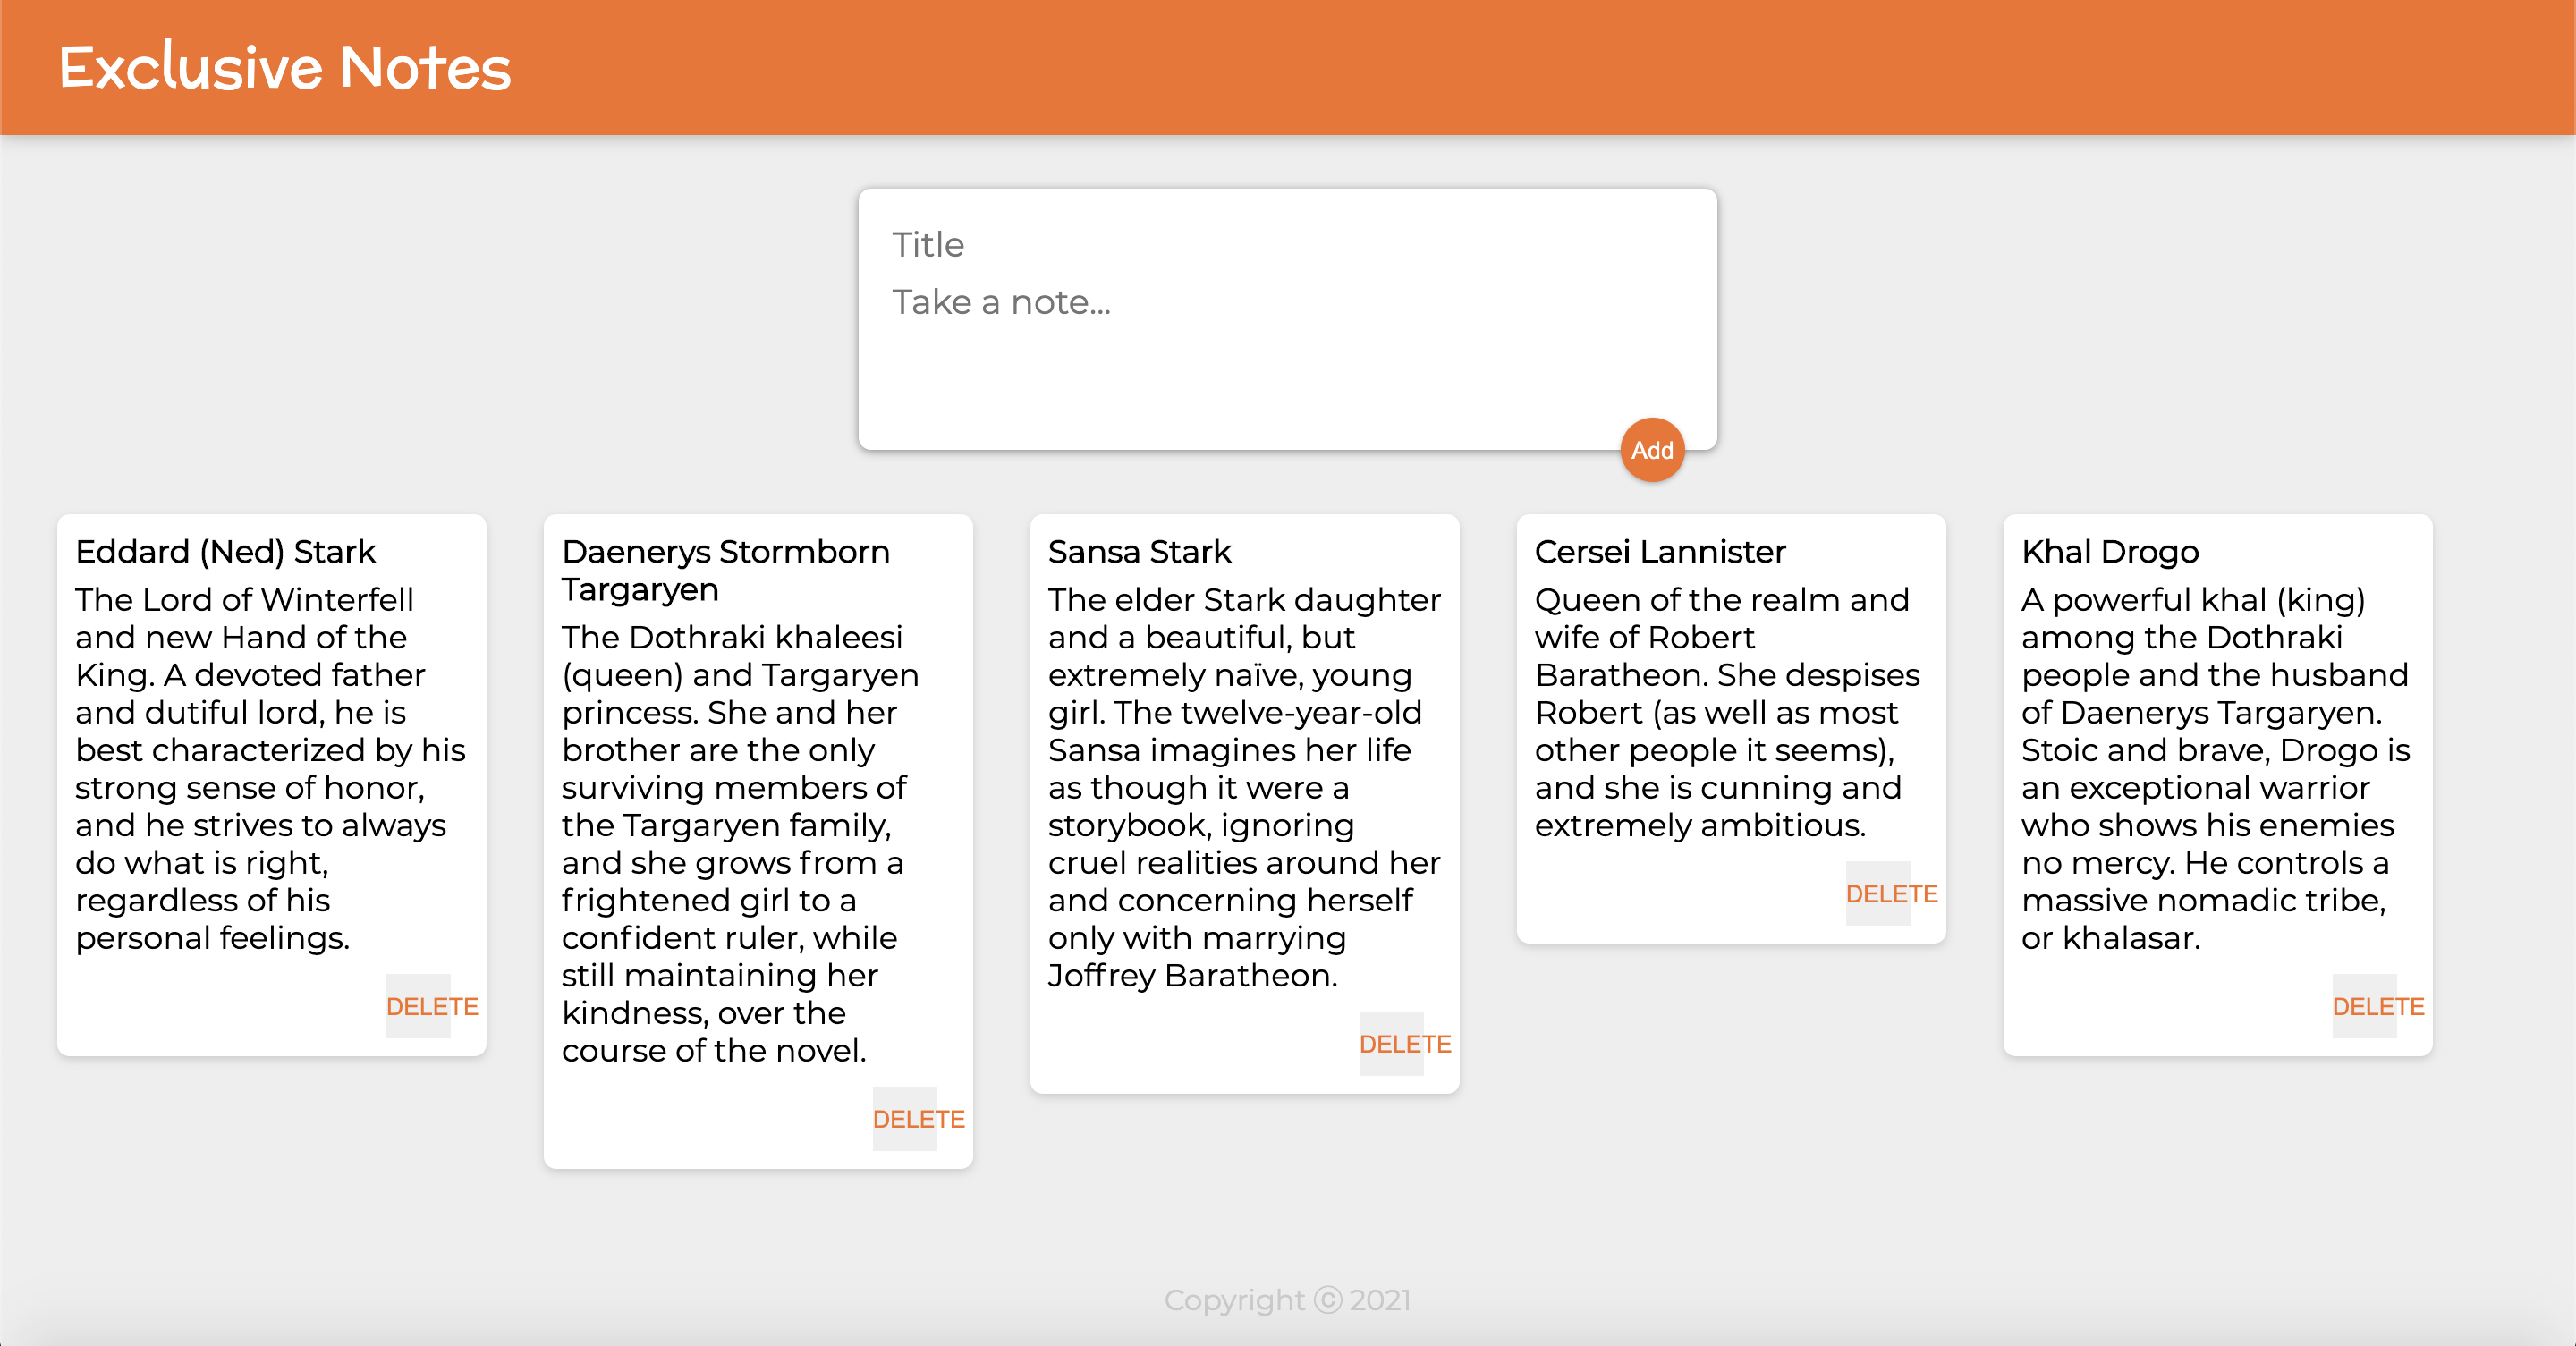 Exclusive Notes
Title
Take a note...
Add
Eddard (Ned) Stark
The Lord of Winterfell
and new Hand of the
King. A devoted father
and dutiful lord, he is
best characterized by his
strong sense of honor,
and he strives to always
do what is right,
regardless of his
personal feelings.
DELETE
Daenerys Stormborn
Targaryen
The Dothraki khaleesi
(queen) and Targaryen
princess. She and her
brother are the only
surviving members of
the Targaryen family,
and she grows from a
frightened girl to a
confident ruler, while
still maintaining her
kindness, over the
course of the novel.
DELETE
Sansa Stark
The elder Stark daughter
and a beautiful, but
extremely naïve, young
girl. The twelve-year-old
Sansa imagines her life
as though it were a
storybook, ignoring
cruel realities around her
and concerning herself
only with marrying
Joffrey Baratheon.
DELETE
Cersei Lannister
Queen of the realm and
wife of Robert
Baratheon. She despises
Robert (as well as most
other people it seems),
and she is cunning and
extremely ambitious.
DELETE
Khal Drogo
A powerful khal (king)
among the Dothraki
people and the husband
of Daenerys Targaryen.
Stoic and brave, Drogo is
an exceptional warrior
who shows his enemies
no mercy. He controls a
massive nomadic tribe,
or khalasar.
DELETE
Copyright ⓒ 2021